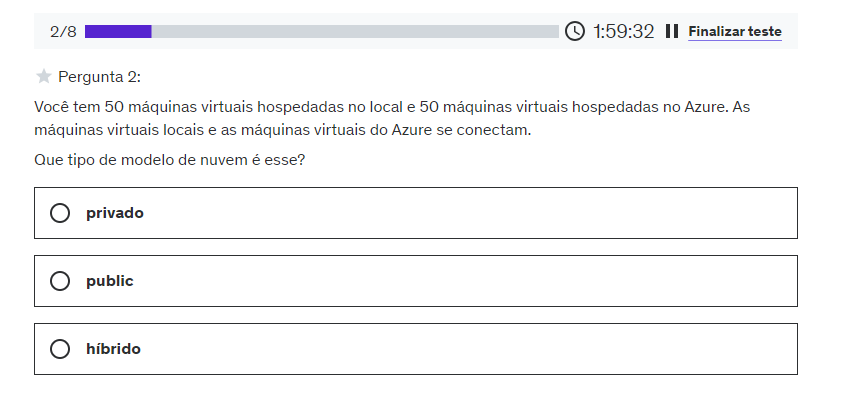 2/8 1:59:32 Finalizar teste
Pergunta 2:
Você tem 50 máquinas virtuais hospedadas no local e 50 máquinas virtuais hospedadas no Azure. As
máquinas virtuais locais e as máquinas virtuais do Azure se conectam.
Que tipo de modelo de nuvem é esse?
privado
public
híbrido